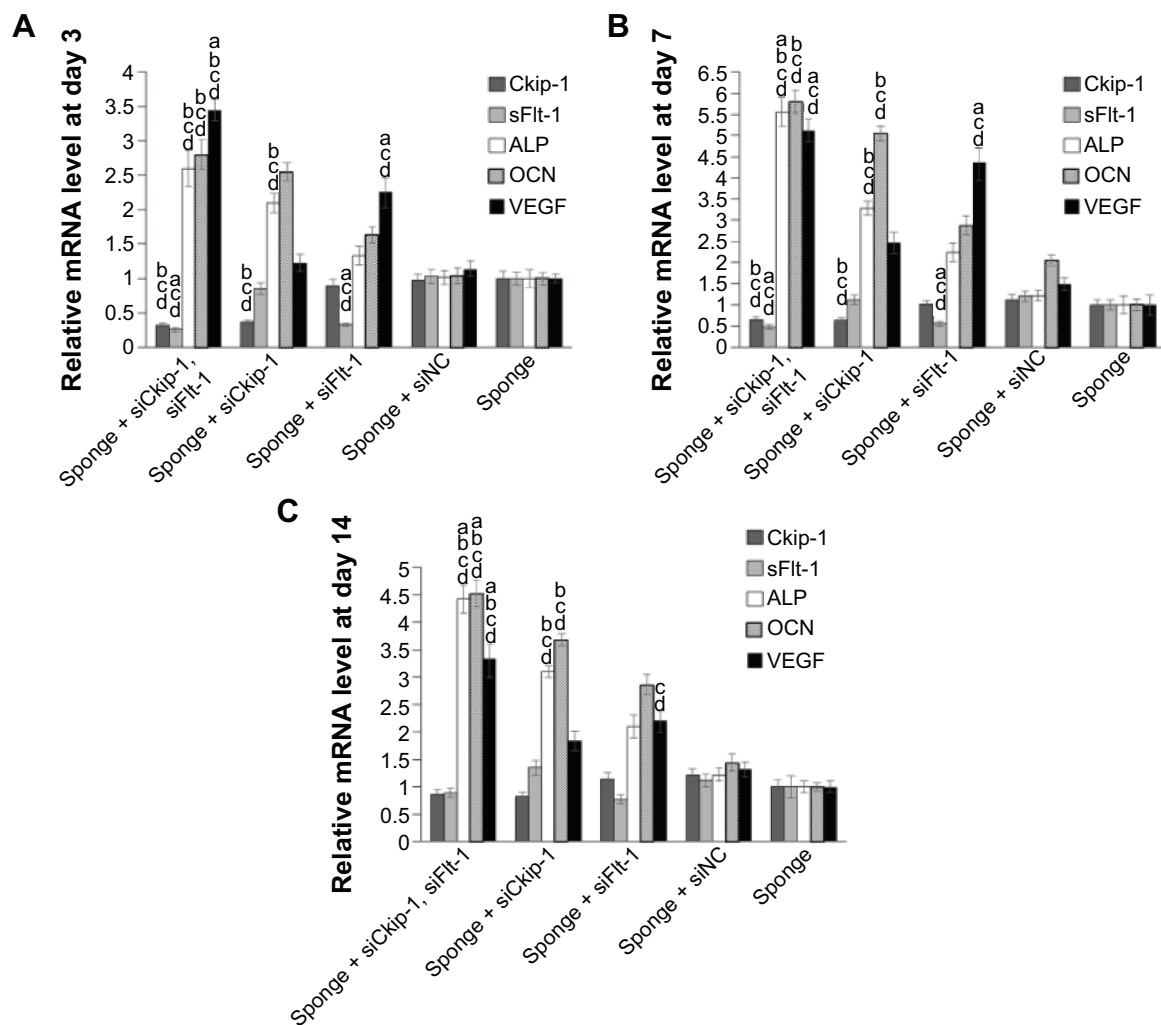 A
Relative mRNA level at day 3
4
3.5
3
2.5
2
1.5
1
0.5
0
b c d
a c d
b c d
b c d
a b c d
b c d
b c d
a c d
a c d
Ckip-1
sFlt-1
ALP
OCN
VEGF
Sponge + siCkip-1,
siFlt-1
Sponge + siCkip-1
Sponge + siFlt-1
Sponge + siNC
Sponge
B
Relative mRNA level at day 7
6.5
6
5.5
5
4.5
4
3.5
3
2.5
2
1.5
1
0.5
0
b c d
a c d
a b c d
b c d
a c d
b c d
b c d
b c d
a c d
a c d
Ckip-1
sFlt-1
ALP
OCN
VEGF
Sponge + siCkip-1,
siFlt-1
Sponge + siCkip-1
Sponge + siFlt-1
Sponge + siNC
Sponge
C
Relative mRNA level at day 14
5
4.5
4
3.5
3
2.5
2
1.5
1
0.5
0
a b c d
a b c d
a b c d
b c d
b c d
c d
Ckip-1
sFlt-1
ALP
OCN
VEGF
Sponge + siCkip-1, siFlt-1
Sponge + siCkip-1
Sponge + siFlt-1
Sponge + siNC
Sponge